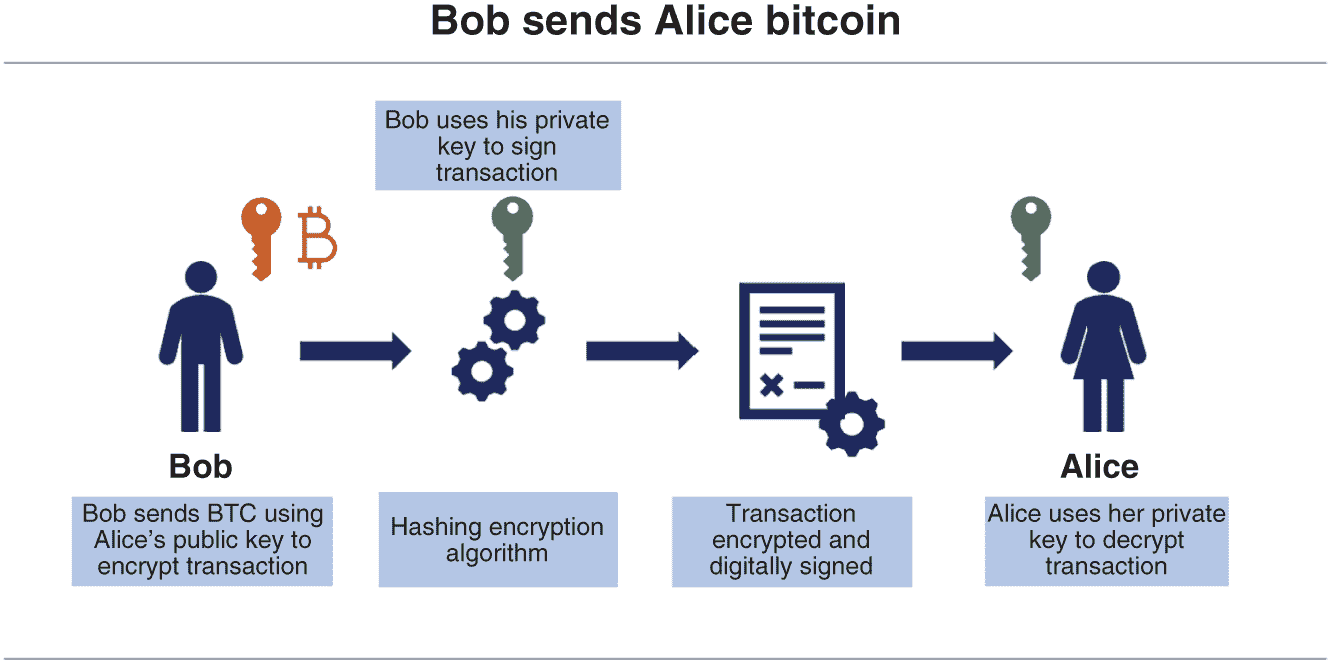 Bob sends Alice bitcoin
Bob uses his private
key to sign
transaction
Bob
Alice
Bob sends BTC using
Alice's public key to
encrypt transaction
Hashing encryption
algorithm
Transaction
encrypted and
digitally signed
Alice uses her private
key to decrypt
transaction